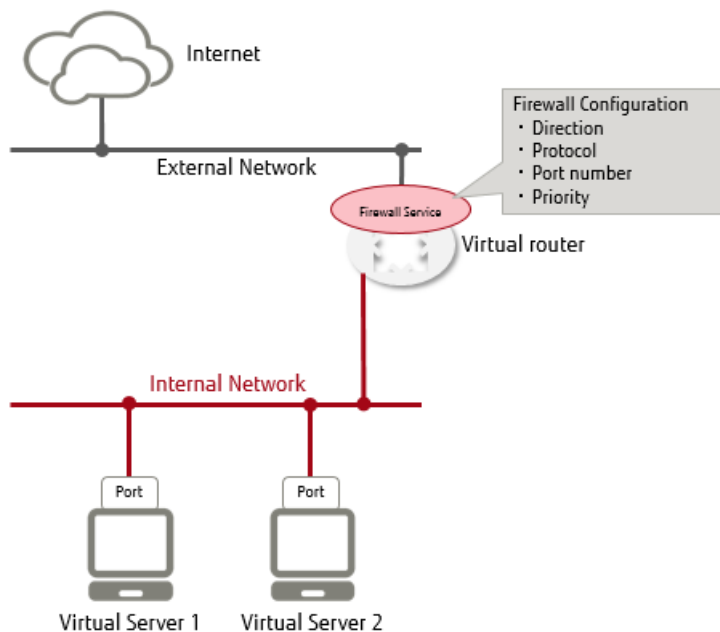 Internet
Firewall Configuration
・Direction
・Protocol
・Port number
・Priority
External Network
Firewall Service
Virtual router
Internal Network
Port
Port
Virtual Server 1
Virtual Server 2